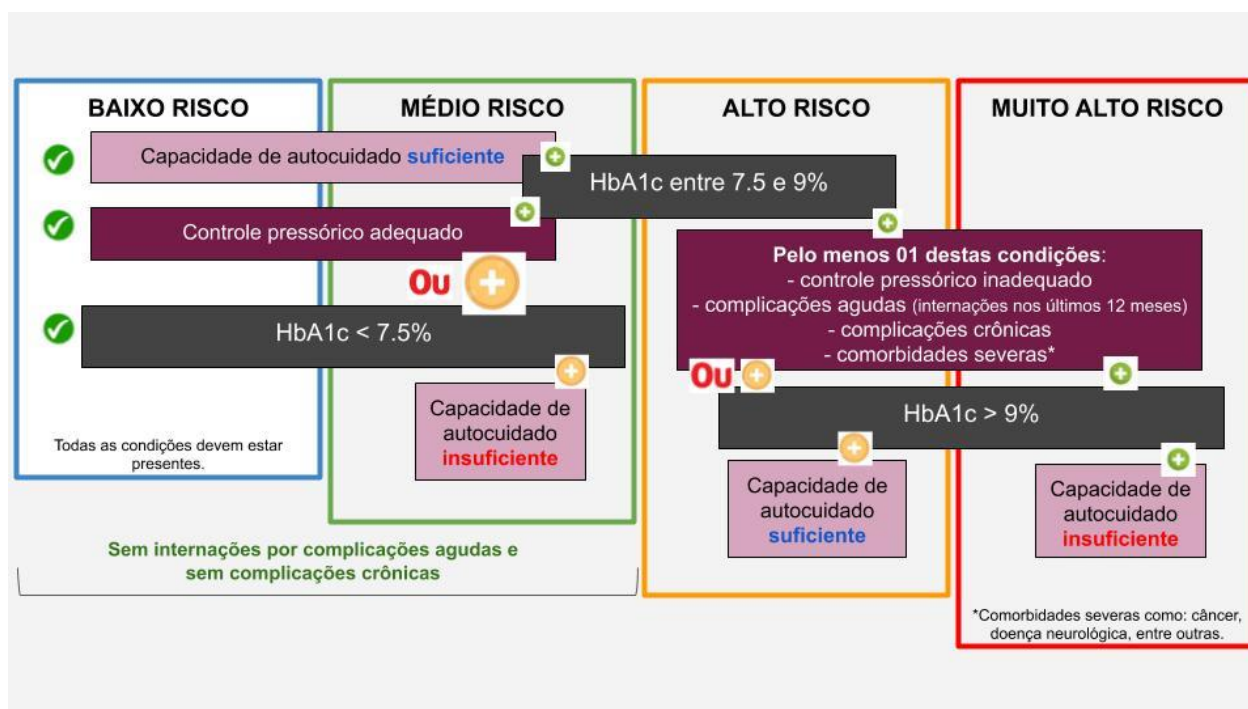 BAIXO RISCO
MÉDIO RISCO
ALTO RISCO
MUITO ALTO RISCO
Capacidade de autocuidado suficiente
HbA1c entre 7.5 e 9%
Controle pressórico adequado
Ou
HbA1c < 7.5%
Capacidade de
autocuidado
insuficiente
Todas as condições devem estar
presentes.
Sem internações por complicações agudas e
sem complicações crônicas
Pelo menos 01 destas condições:
- controle pressórico inadequado
- complicações agudas (internações nos últimos 12 meses)
- complicações crônicas
- comorbidades severas*
Ou
HbA1c > 9%
Capacidade de
autocuidado
suficiente
Capacidade de
autocuidado
insuficiente
*Comorbidades severas como: câncer,
doença neurológica, entre outras.